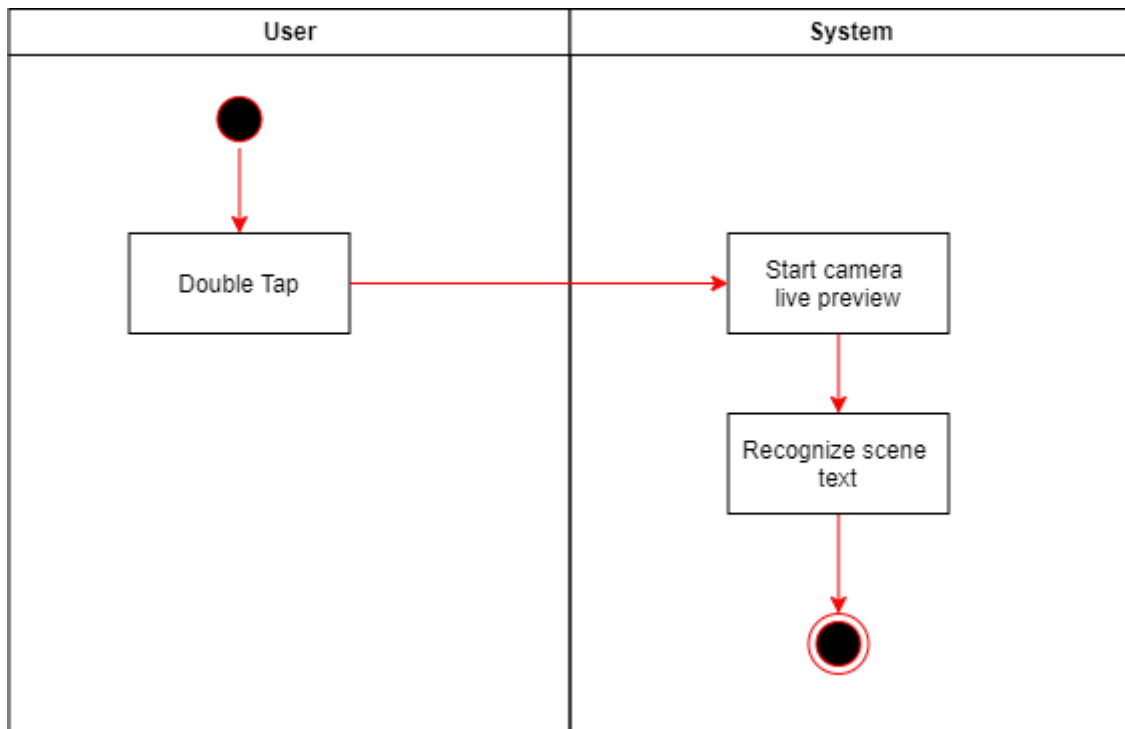 User
System
Double Tap
Start camera
live preview
Recognize scene
text